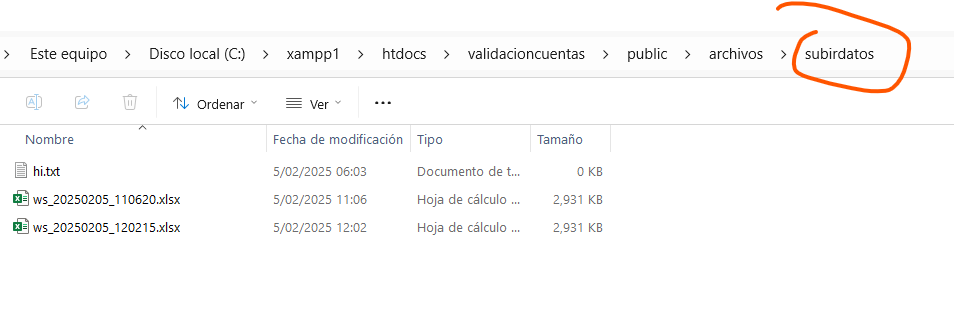 Este equipo > Disco local (C:) > xampp1 > htdocs > validacioncuentas > public > archivos > subirdatos
Ordenar Ver ...
Nombre Fecha de modificación Tipo Tamaño
hi.txt 5/02/2025 06:03 Documento de t... 0 KB
ws_20250205_110620.xlsx 5/02/2025 11:06 Hoja de cálculo ... 2,931 KB
ws_20250205_120215.xlsx 5/02/2025 12:02 Hoja de cálculo ... 2,931 KB